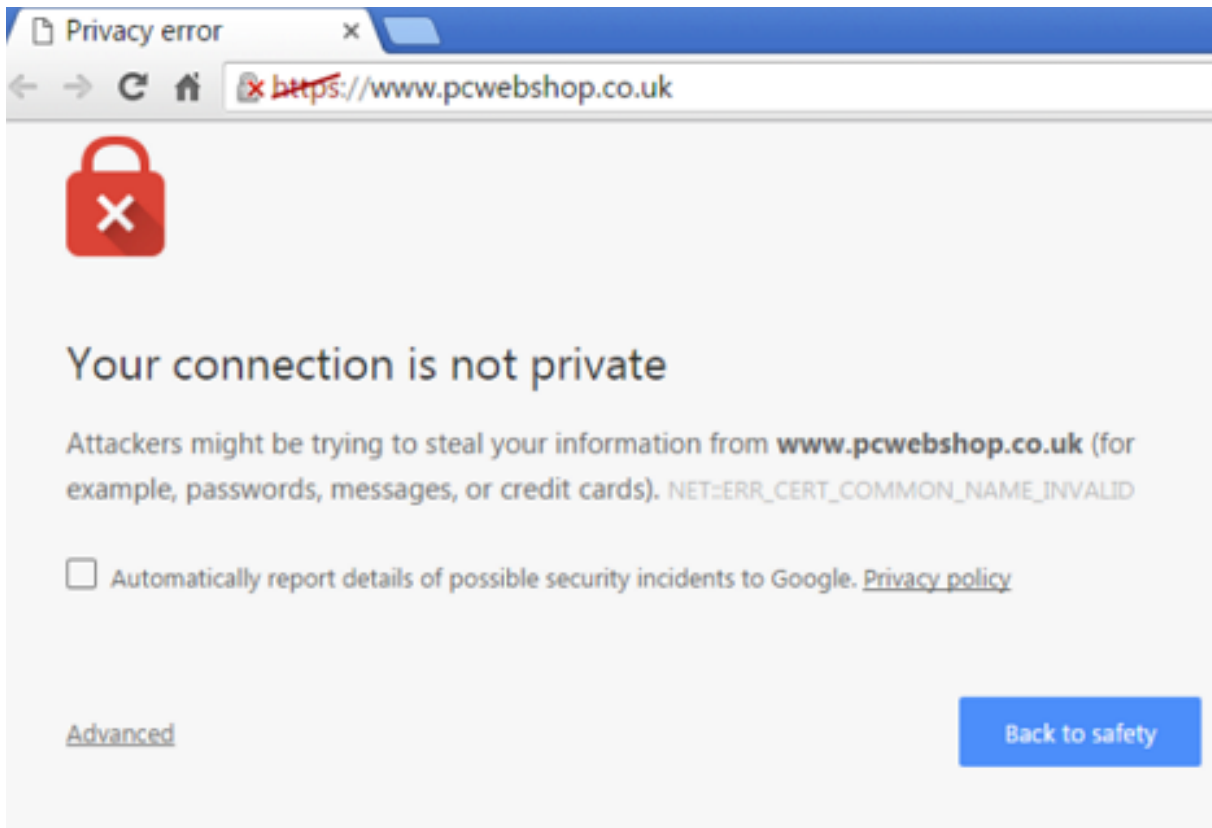 Privacy error
https://www.pcwebshop.co.uk
Your connection is not private
Attackers might be trying to steal your information from www.pcwebshop.co.uk (for
example, passwords, messages, or credit cards). NET::ERR_CERT_COMMON_NAME_INVALID
Automatically report details of possible security incidents to Google. Privacy policy
Advanced
Back to safety